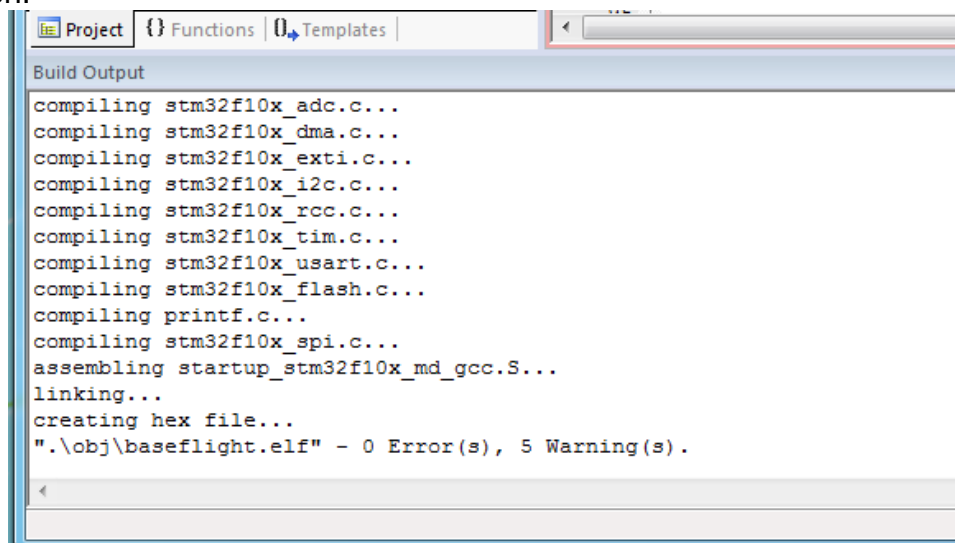 Project {} Functions 0 Templates
Build Output
compiling stm32f10x_adc.c...
compiling stm32f10x_dma.c...
compiling stm32f10x_exti.c...
compiling stm32f10x_i2c.c...
compiling stm32f10x_rcc.c...
compiling stm32f10x_tim.c...
compiling stm32f10x_usart.c...
compiling stm32f10x_flash.c...
compiling printf.c...
compiling stm32f10x_spi.c...
assembling startup_stm32f10x_md_gcc.S...
linking...
creating hex file...
".\obj\baseflight.elf" - 0 Error(s), 5 Warning(s).